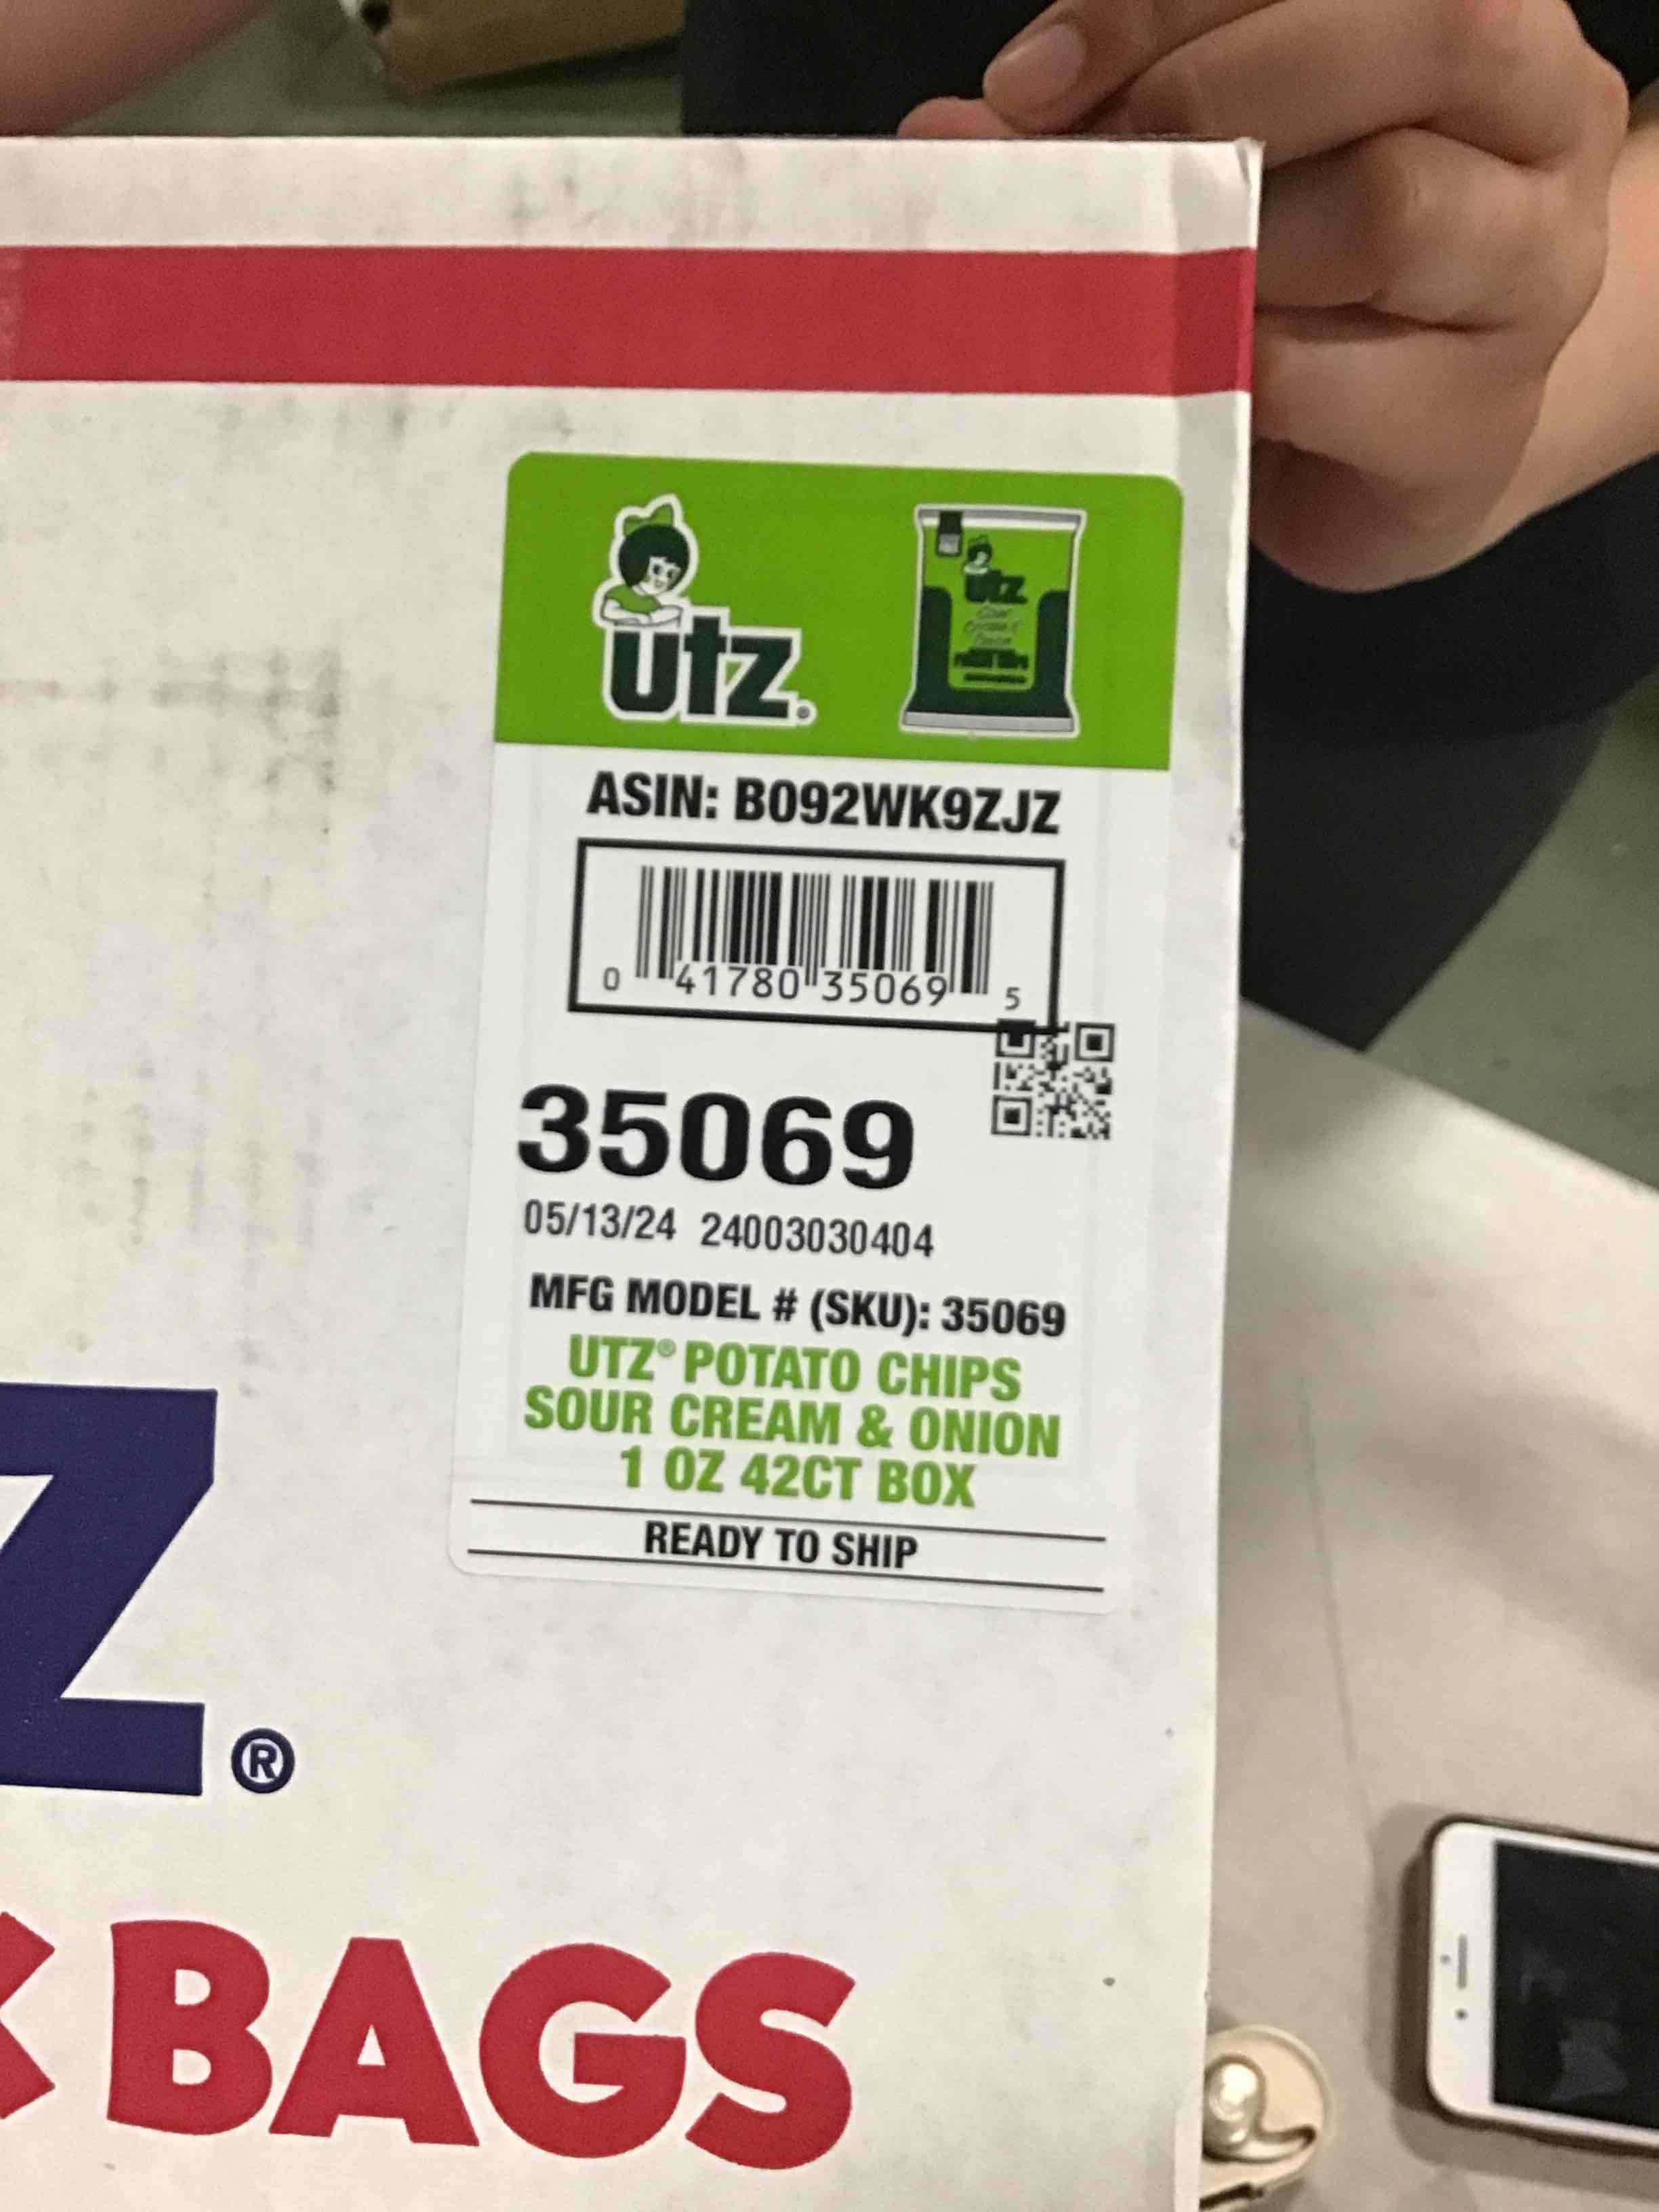 utz®
utz
ASIN: B092WK9ZJZ
0 41780 35069 5
35069
05/13/24 24003030404
MFG MODEL # (SKU): 35069
UTZ® POTATO CHIPS
SOUR CREAM & ONION
1 OZ 42CT BOX
READY TO SHIP
Z®
K BAGS